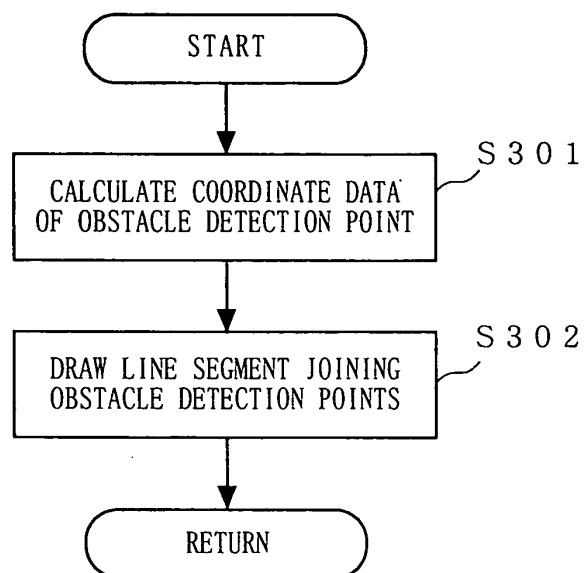 START
S301
CALCULATE COORDINATE DATA
OF OBSTACLE DETECTION POINT
S302
DRAW LINE SEGMENT JOINING
OBSTACLE DETECTION POINTS
RETURN